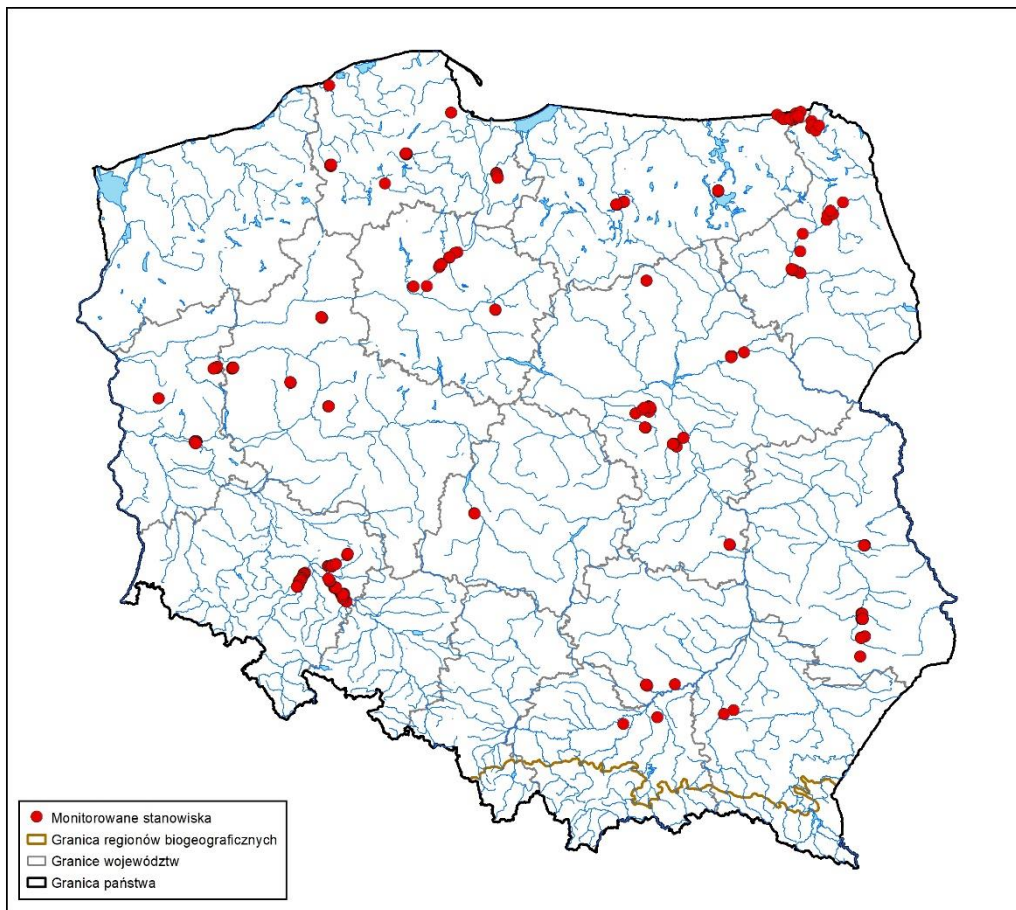 Monitorowane stanowiska
Granica regionów biogeograficznych
Granice województw
Granica państwa